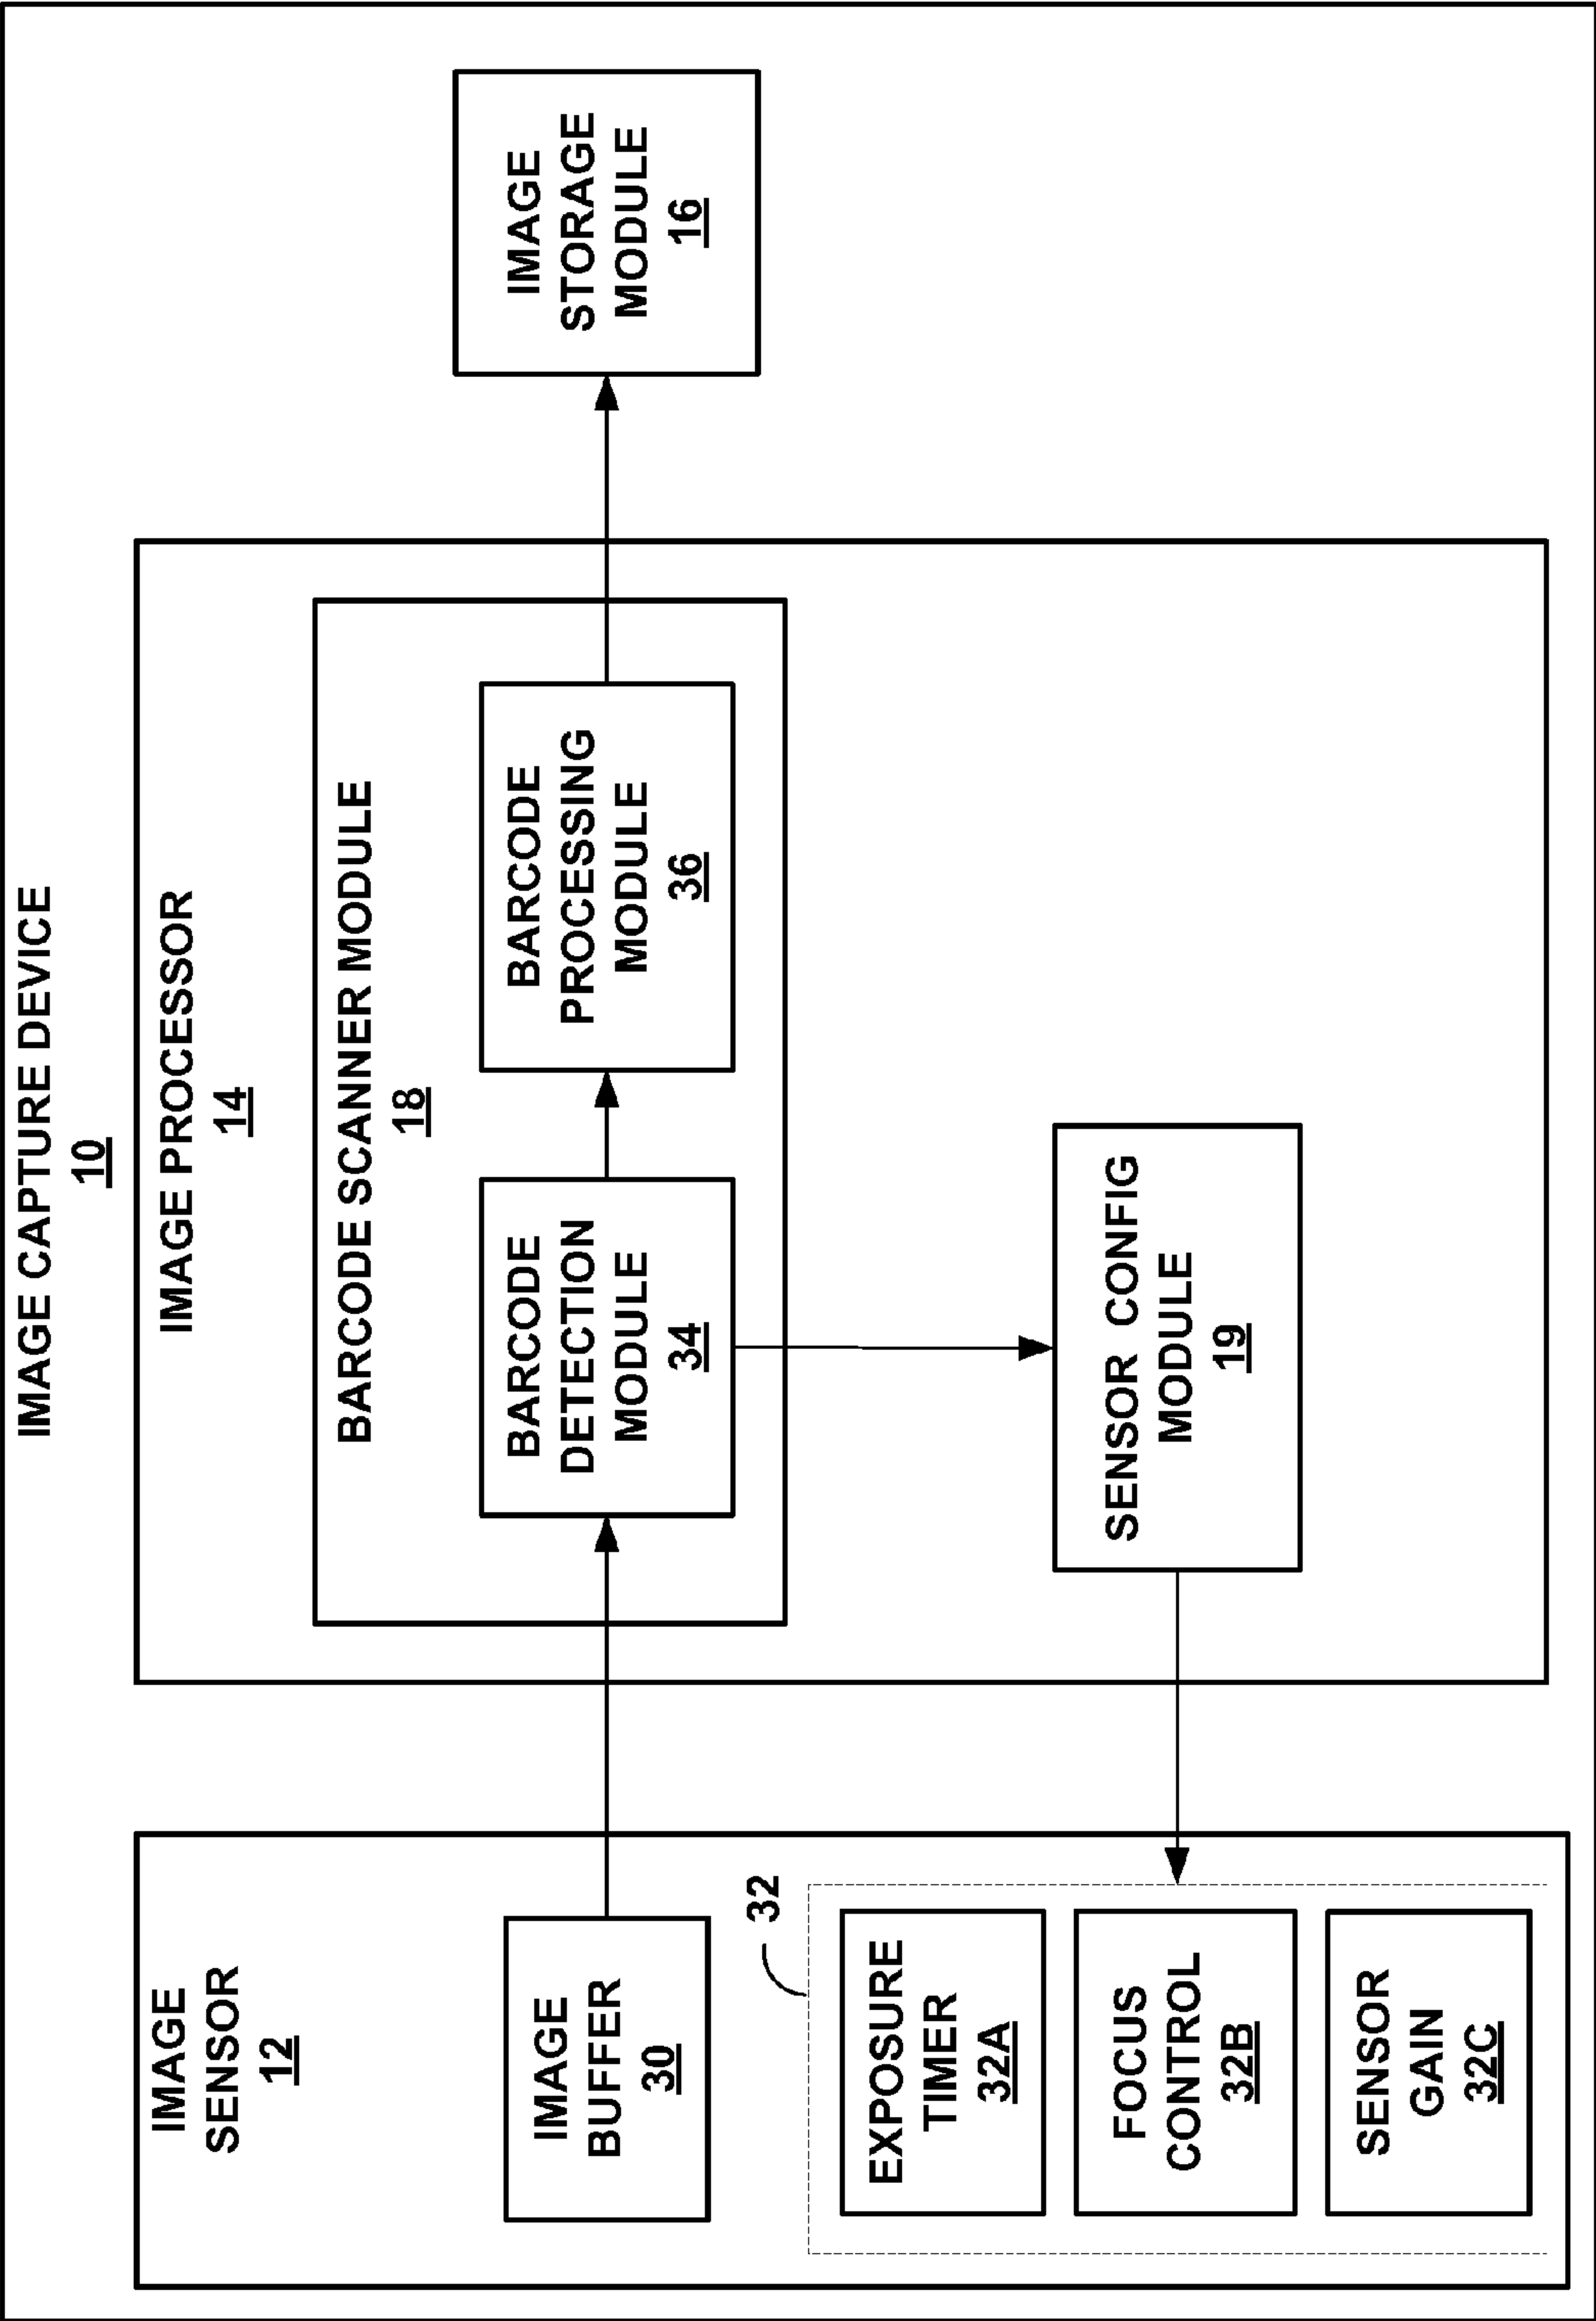 IMAGE CAPTURE DEVICE
10
IMAGE
SENSOR
12
IMAGE
BUFFER
30
32
EXPOSURE
TIMER
32A
FOCUS
CONTROL
32B
SENSOR
GAIN
32C
IMAGE PROCESSOR
14
BARCODE SCANNER MODULE
18
BARCODE
DETECTION
MODULE
34
BARCODE
PROCESSING
MODULE
36
SENSOR CONFIG
MODULE
19
IMAGE
STORAGE
MODULE
16